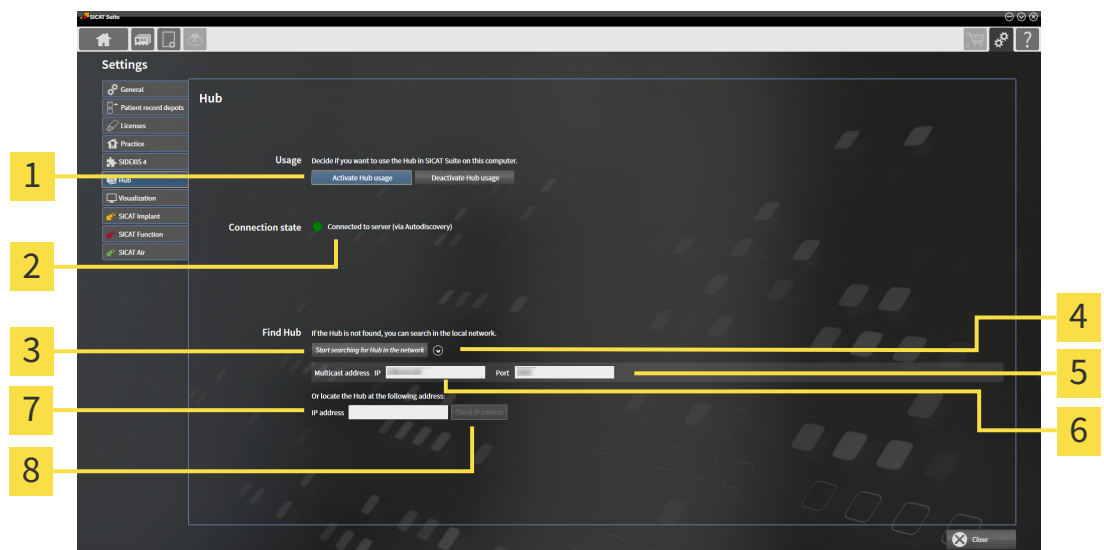 SICAT Suite
Settings
General
Patient record depots
Licenses
Practice
SIDEXIS 4
Hub
Visualization
SICAT Implant
SICAT Function
SICAT Air
Hub
Usage Decide if you want to use the Hub in SICAT Suite on this computer.
Activate Hub usage Deactivate Hub usage
Connection state Connected to server (via Autodiscovery)
Find Hub If the Hub is not found, you can search in the local network.
Start searching for Hub in the network
Multicast address IP Port
Or locate the Hub at the following address:
IP address Check IP address
Close
?
1
2
3
7
8
4
5
6